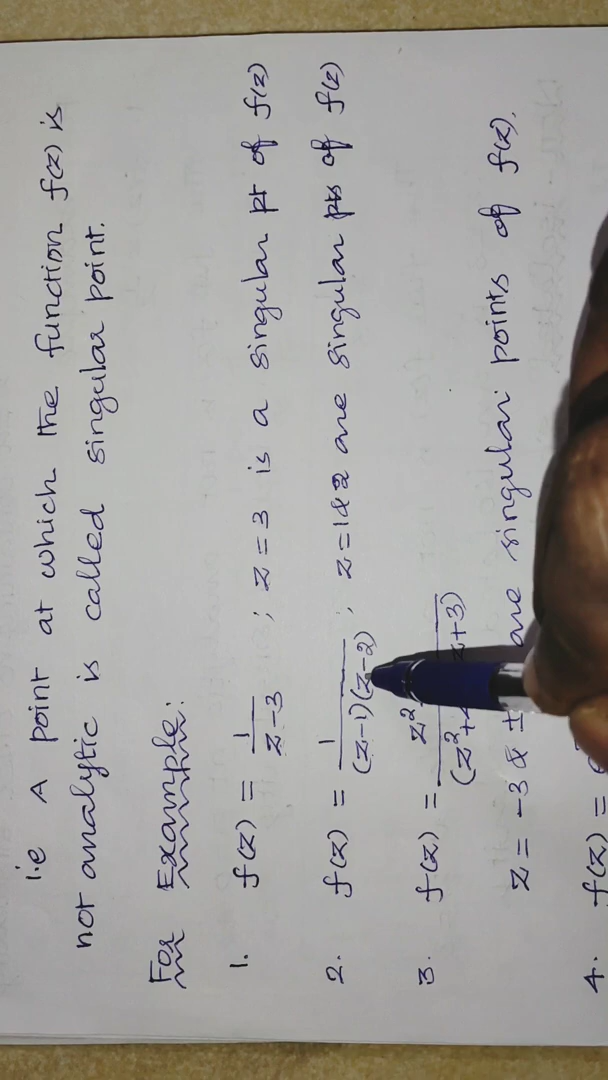 i.e A point at which the function f(z) is
not analytic is called singular point.
For Example:
1. f(z) = 1/(z-3) ; z = 3 is a singular pt of f(z)
2. f(z) = 1/((z-1)(z-2)) ; z=1&2 are singular pts of f(z)
3. f(z) = z² (z²+ z+3)
z = -3 & ± are singular points of f(z).
4. f(z) =